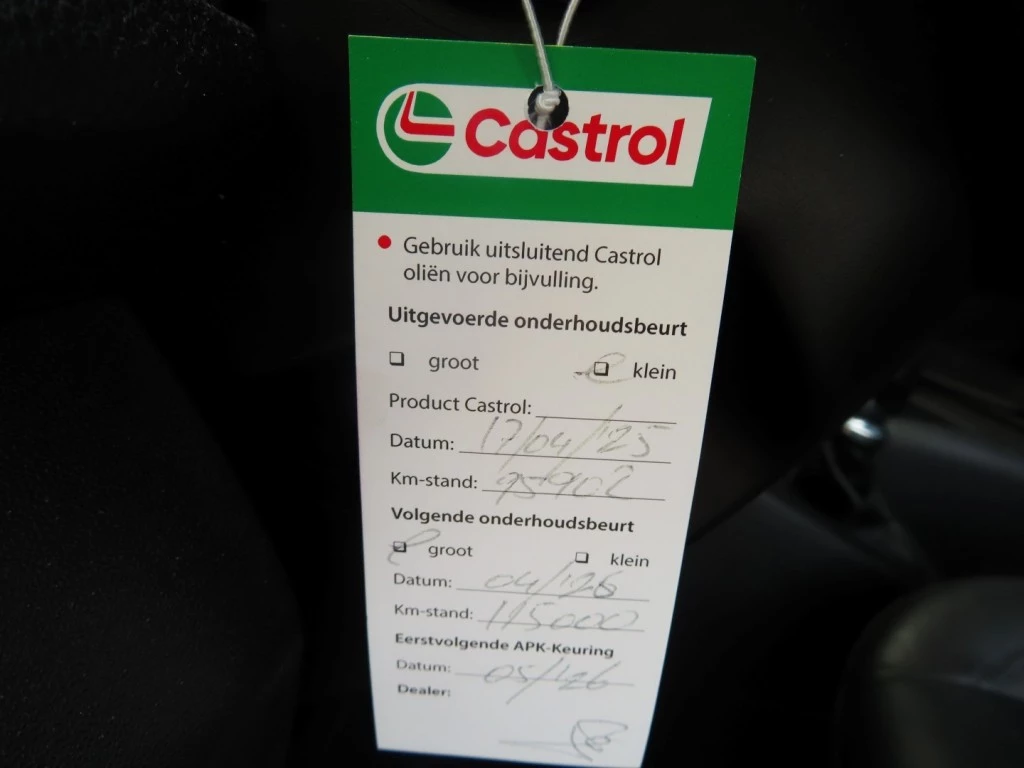 Castrol
Gebruik uitsluitend Castrol
oliën voor bijvulling.
Uitgevoerde onderhoudsbeurt
groot klein
Product Castrol:
Datum: 17/04/'25
Km-stand: 95902
Volgende onderhoudsbeurt
groot klein
Datum: 04/'26
Km-stand: 115000
Eerstvolgende APK-Keuring
Datum: 05/'26
Dealer: